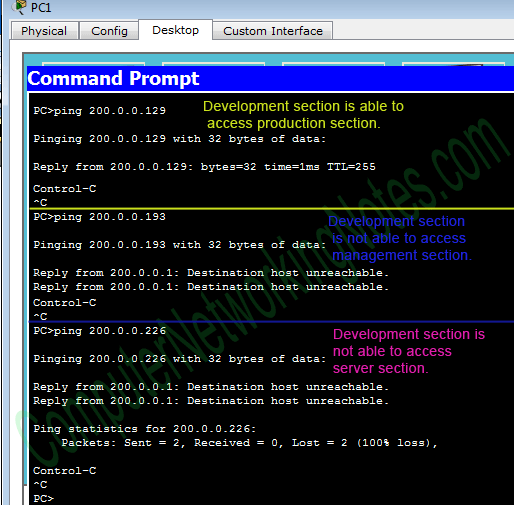 PC1
Physical Config Desktop Custom Interface
Command Prompt
PC>ping 200.0.0.129
Development section is able to
access production section.
Pinging 200.0.0.129 with 32 bytes of data:
Reply from 200.0.0.129: bytes=32 time=1ms TTL=255
Control-C
^C
PC>ping 200.0.0.193
Development section
is not able to access
management section.
Pinging 200.0.0.193 with 32 bytes of data:
Reply from 200.0.0.1: Destination host unreachable.
Reply from 200.0.0.1: Destination host unreachable.
Control-C
^C
PC>ping 200.0.0.226
Development section is
not able to access
server section.
Pinging 200.0.0.226 with 32 bytes of data:
Reply from 200.0.0.1: Destination host unreachable.
Reply from 200.0.0.1: Destination host unreachable.
Ping statistics for 200.0.0.226:
Packets: Sent = 2, Received = 0, Lost = 2 (100% loss),
Control-C
^C
PC>
ComputerNetworkingNotes.com